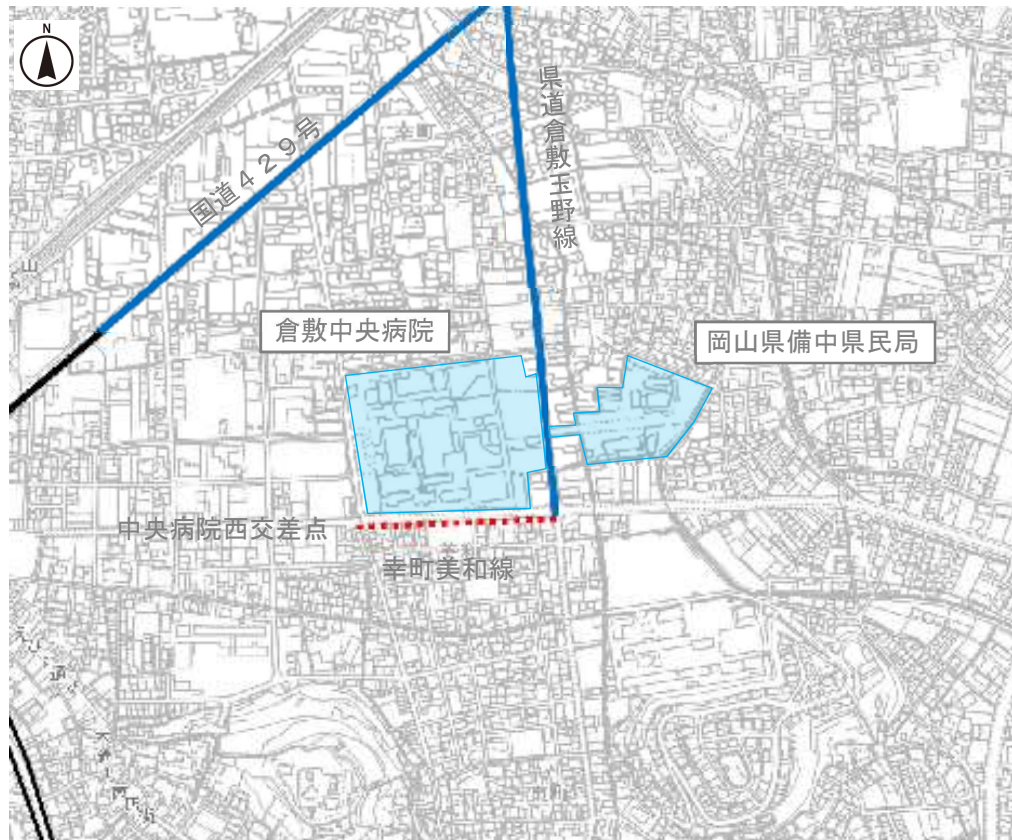 N
県道倉敷玉野線
幸町
国道４２９号
山
倉敷中央病院
岡山県備中県民局
中央病院西交差点
幸町美和線